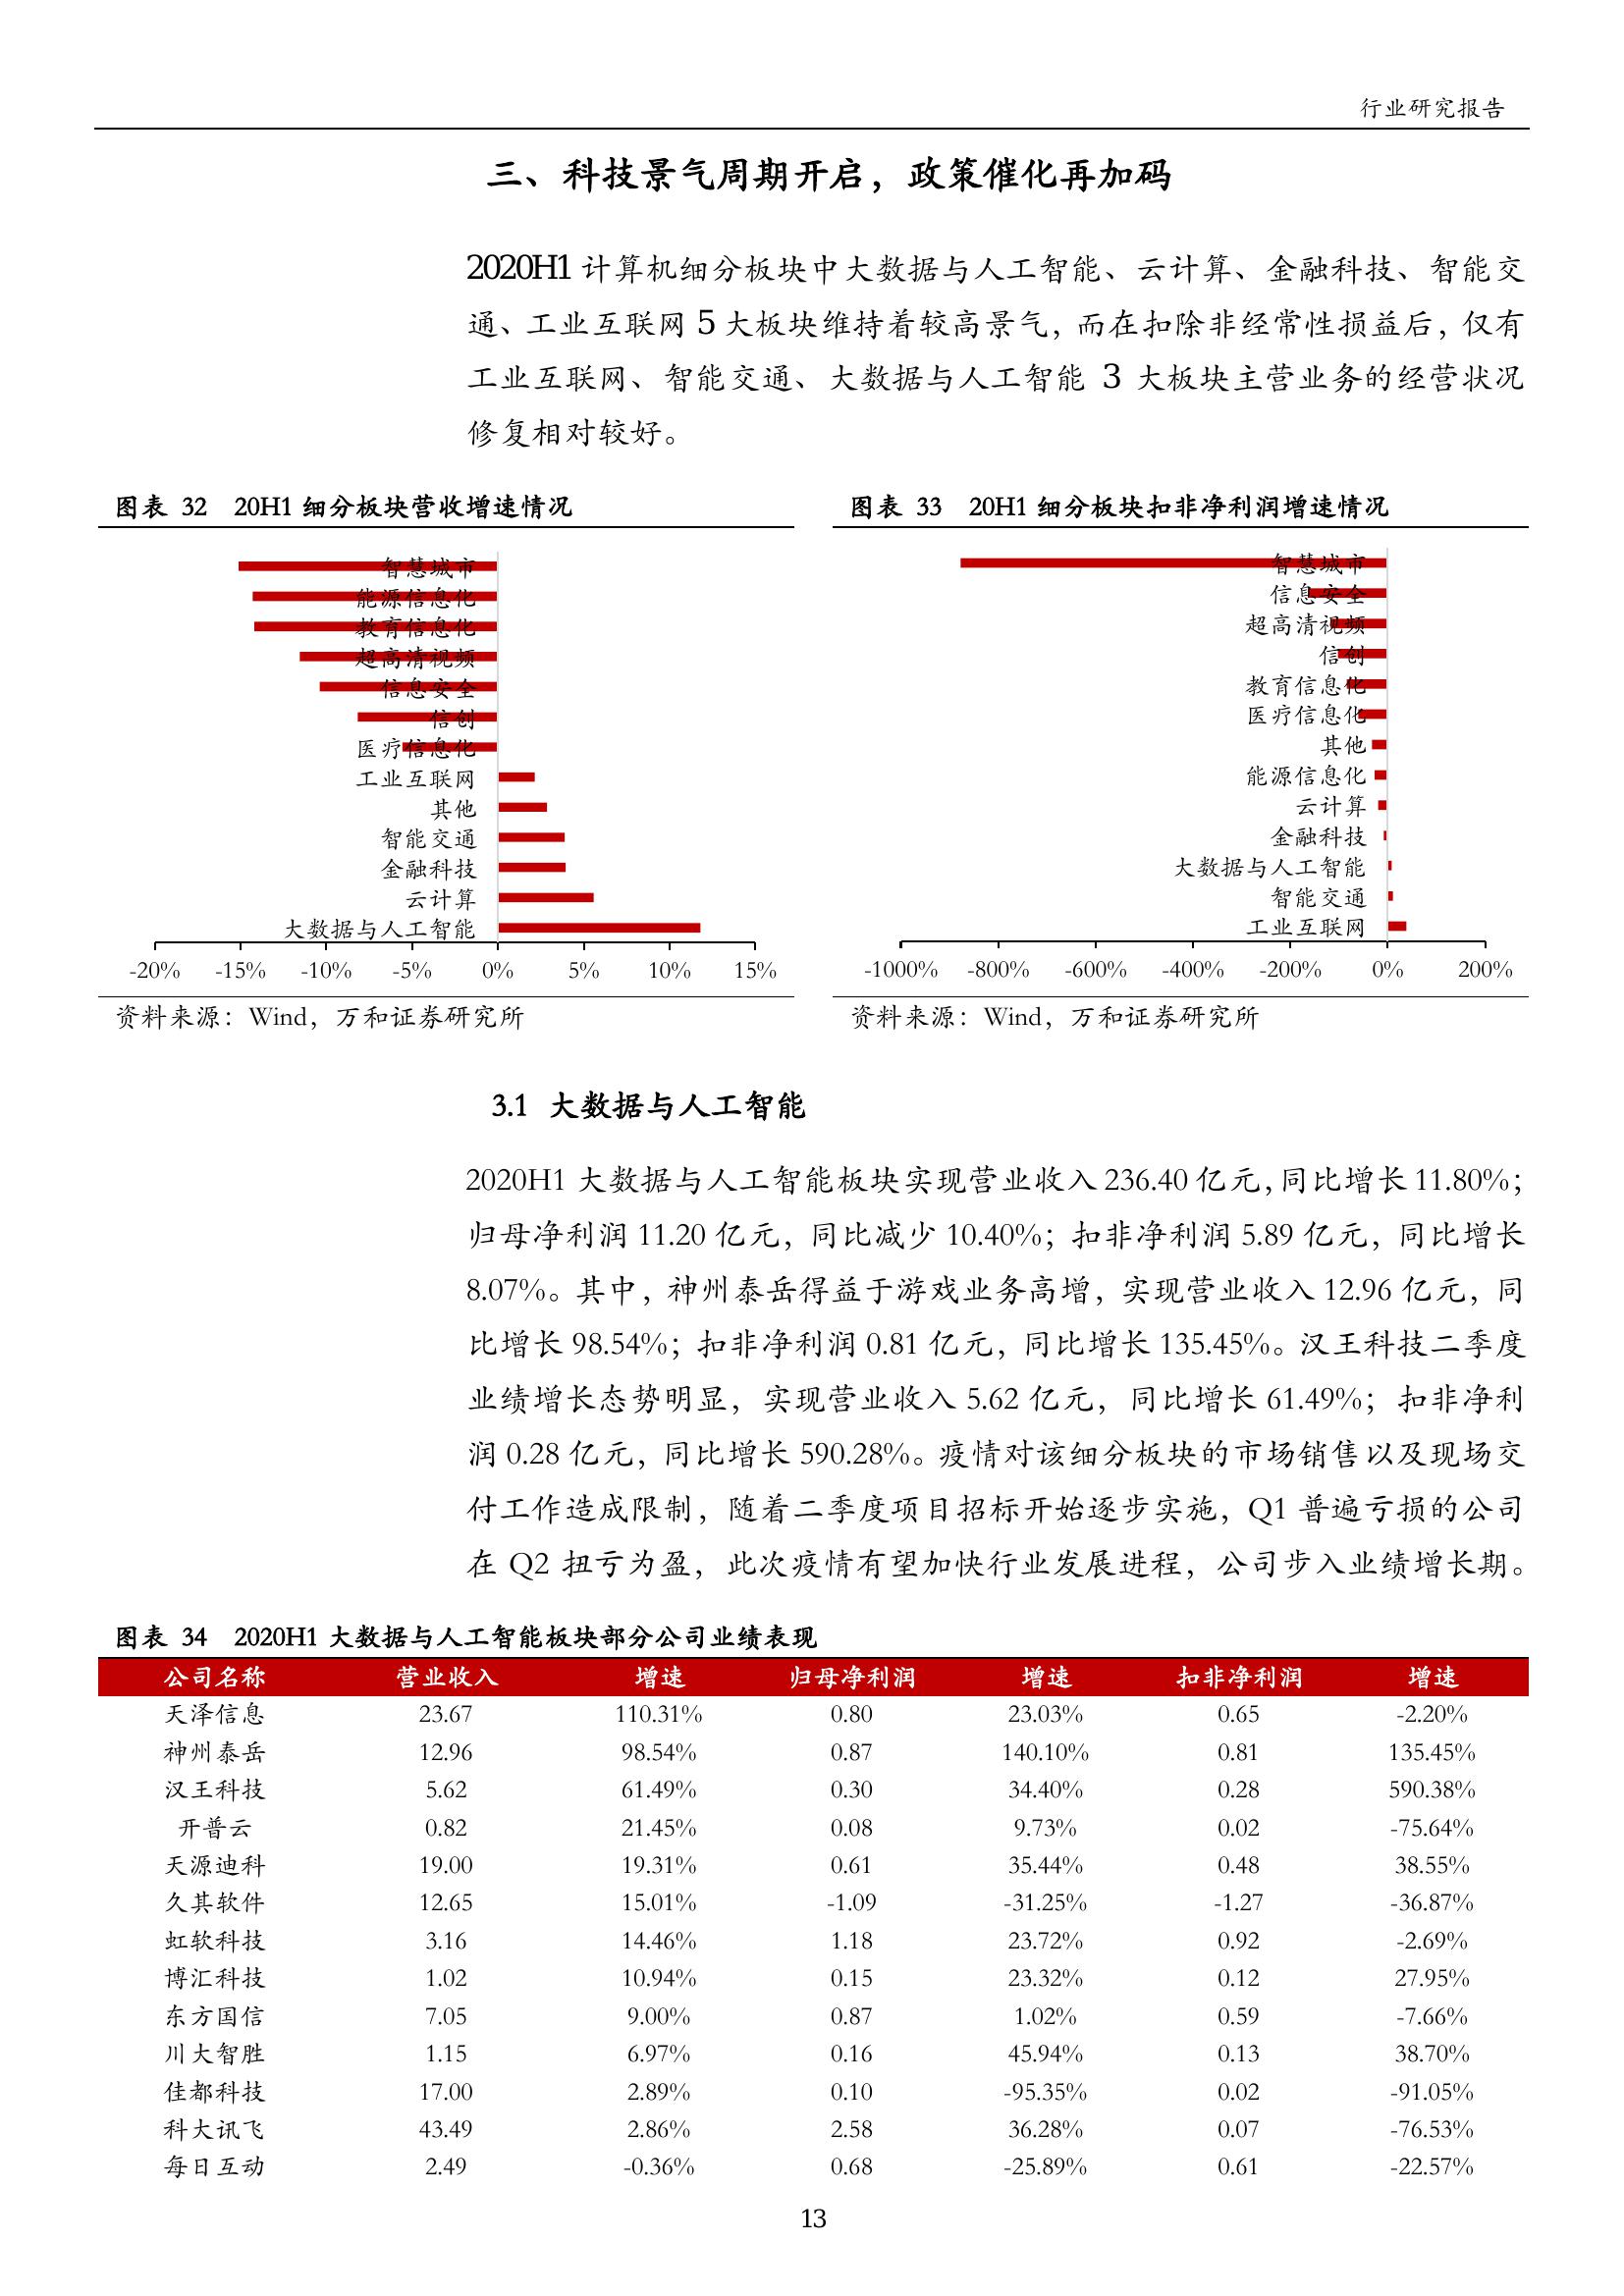 行业研究报告
三、科技景气周期开启，政策催化再加码
2020H1 计算机细分板块中大数据与人工智能、云计算、金融科技、智能交
通、工业互联网 5 大板块维持着较高景气，而在扣除非经常性损益后，仅有
工业互联网、智能交通、大数据与人工智能 3 大板块主营业务的经营状况
修复相对较好。
图表 32 20H1 细分板块营收增速情况
智慧城市
能源信息化
教育信息化
超高清视频
信息安全
信创
医疗信息化
工业互联网
其他
智能交通
金融科技
云计算
大数据与人工智能
-20% -15% -10% -5% 0% 5% 10% 15%
资料来源：Wind，万和证券研究所
图表 33 20H1 细分板块扣非净利润增速情况
智慧城市
信息安全
超高清视频
信创
教育信息化
医疗信息化
其他
能源信息化
云计算
金融科技
大数据与人工智能
智能交通
工业互联网
-1000% -800% -600% -400% -200% 0% 200%
资料来源：Wind，万和证券研究所
3.1 大数据与人工智能
2020H1 大数据与人工智能板块实现营业收入 236.40 亿元，同比增长 11.80%；
归母净利润 11.20 亿元，同比减少 10.40%；扣非净利润 5.89 亿元，同比增长
8.07%。其中，神州泰岳得益于游戏业务高增，实现营业收入 12.96 亿元，同
比增长 98.54%；扣非净利润 0.81 亿元，同比增长 135.45%。汉王科技二季度
业绩增长态势明显，实现营业收入 5.62 亿元，同比增长 61.49%；扣非净利
润 0.28 亿元，同比增长 590.28%。疫情对该细分板块的市场销售以及现场交
付工作造成限制，随着二季度项目招标开始逐步实施，Q1 普遍亏损的公司
在 Q2 扭亏为盈，此次疫情有望加快行业发展进程，公司步入业绩增长期。
图表 34 2020H1 大数据与人工智能板块部分公司业绩表现
公司名称 营业收入 增速 归母净利润 增速 扣非净利润 增速
天泽信息 23.67 110.31% 0.80 23.03% 0.65 -2.20%
神州泰岳 12.96 98.54% 0.87 140.10% 0.81 135.45%
汉王科技 5.62 61.49% 0.30 34.40% 0.28 590.38%
开普云 0.82 21.45% 0.08 9.73% 0.02 -75.64%
天源迪科 19.00 19.31% 0.61 35.44% 0.48 38.55%
久其软件 12.65 15.01% -1.09 -31.25% -1.27 -36.87%
虹软科技 3.16 14.46% 1.18 23.72% 0.92 -2.69%
博汇科技 1.02 10.94% 0.15 23.32% 0.12 27.95%
东方国信 7.05 9.00% 0.87 1.02% 0.59 -7.66%
川大智胜 1.15 6.97% 0.16 45.94% 0.13 38.70%
佳都科技 17.00 2.89% 0.10 -95.35% 0.02 -91.05%
科大讯飞 43.49 2.86% 2.58 36.28% 0.07 -76.53%
每日互动 2.49 -0.36% 0.68 -25.89% 0.61 -22.57%
13